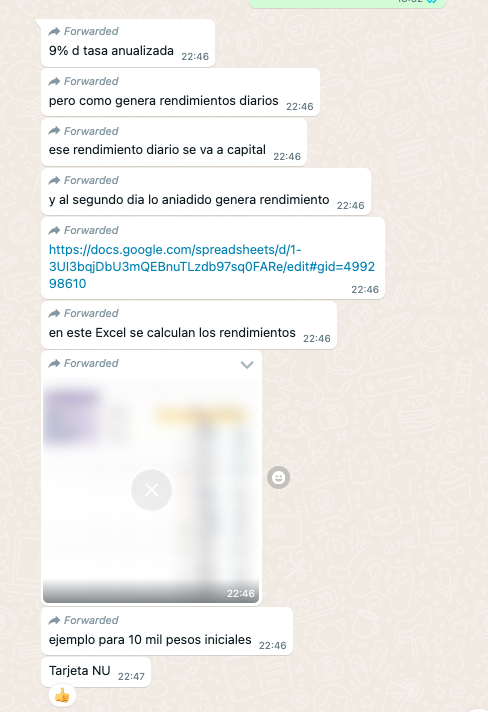 Forwarded
9% d tasa anualizada 22:46
Forwarded
pero como genera rendimientos diarios 22:46
Forwarded
ese rendimiento diario se va a capital 22:46
Forwarded
y al segundo dia lo aniadido genera rendimiento 22:46
Forwarded
https://docs.google.com/spreadsheets/d/1-
3Ul3bqjDbU3mQEBnuTLzdb97sq0FARe/edit#gid=4992
98610
22:46
Forwarded
en este Excel se calculan los rendimientos 22:46
Forwarded
22:46
Forwarded
ejemplo para 10 mil pesos iniciales 22:46
Tarjeta NU 22:47